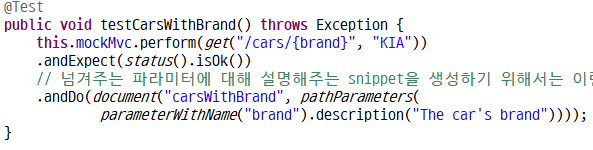 @Test
public void testCarsWithBrand() throws Exception {
this.mockMvc.perform(get("/cars/{brand}", "KIA"))
.andExpect(status().isOk())
// 넘겨주는 파라미터에 대해 설명해주는 snippet을 생성하기 위해서는
.andDo(document("carsWithBrand", pathParameters(
parameterWithName("brand").description("The car's brand"))));
}